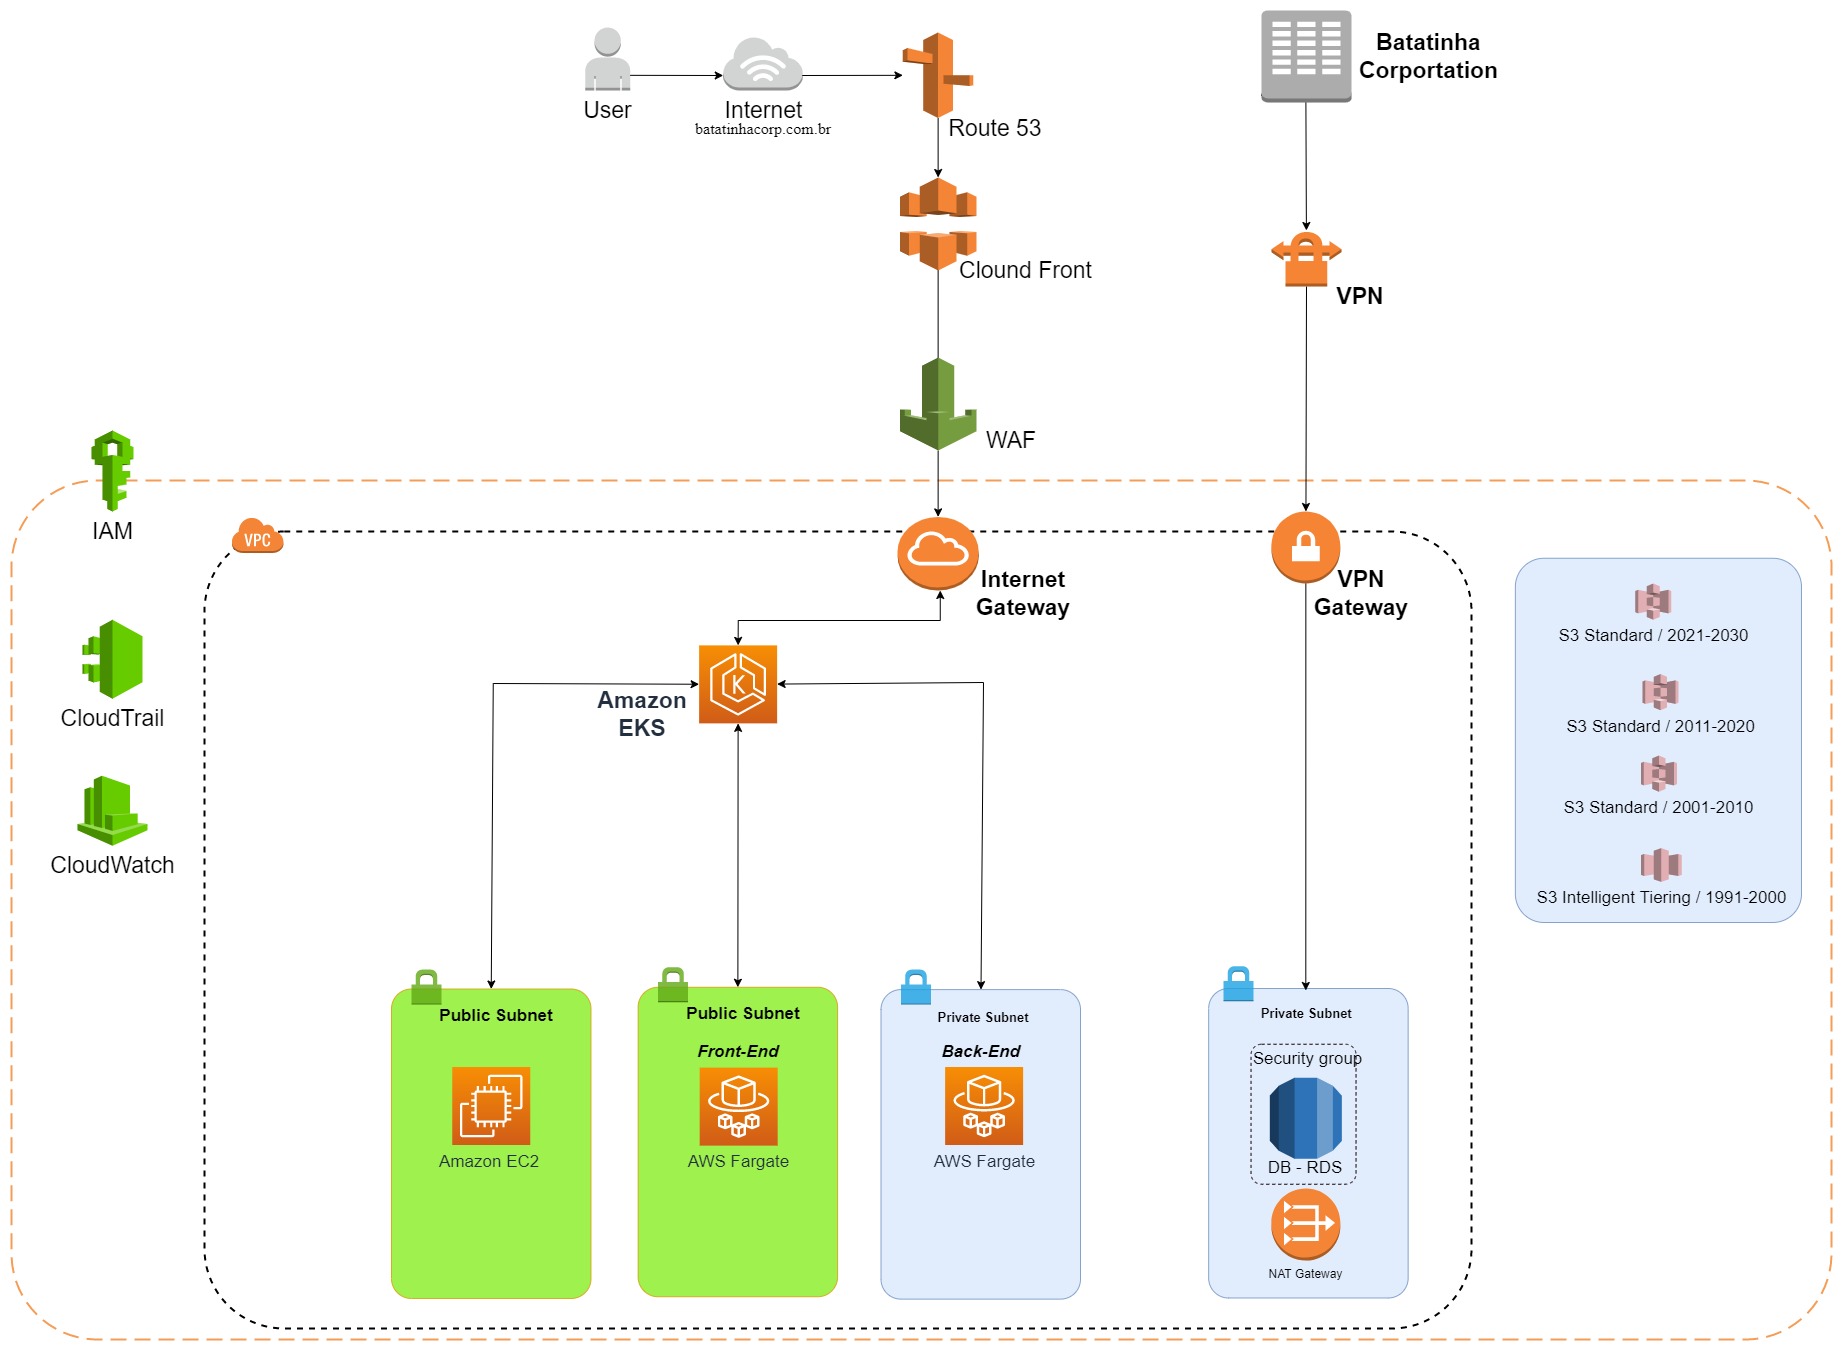 Batatinha
Corportation
User
Internet
batatinhacorp.com.br
Route 53
Clound Front
VPN
WAF
IAM
VPC
Internet
Gateway
VPN
Gateway
S3 Standard / 2021-2030
CloudTrail
Amazon
EKS
K
S3 Standard / 2011-2020
S3 Standard / 2001-2010
CloudWatch
S3 Intelligent Tiering / 1991-2000
Public Subnet
Public Subnet
Private Subnet
Private Subnet
Front-End
Back-End
Security group
Amazon EC2
AWS Fargate
AWS Fargate
DB - RDS
NAT Gateway